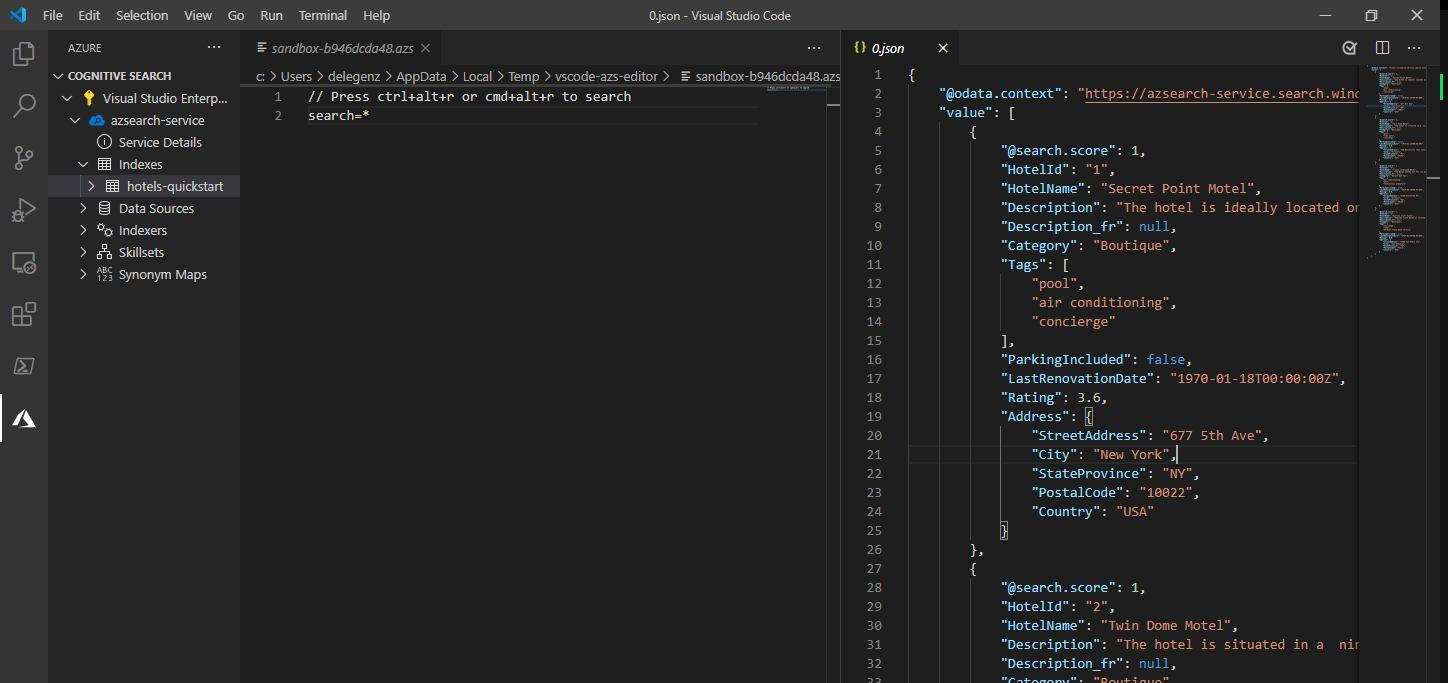 File Edit Selection View Go Run Terminal Help
0.json - Visual Studio Code
AZURE
COGNITIVE SEARCH
Visual Studio Enterp...
azsearch-service
Service Details
Indexes
hotels-quickstart
Data Sources
Indexers
Skillsets
ABC 123 Synonym Maps
sandbox-b946dcda48.azs
c: > Users > delegenz > AppData > Local > Temp > vscode-azs-editor > sandbox-b946dcda48.azs
1 // Press ctrl+alt+r or cmd+alt+r to search
2 search=*
{} 0.json
1 {
2 "@odata.context": "https://azsearch-service.search.wind
3 "value": [
4 {
5 "@search.score": 1,
6 "HotelId": "1",
7 "HotelName": "Secret Point Motel",
8 "Description": "The hotel is ideally located on
9 "Description_fr": null,
10 "Category": "Boutique",
11 "Tags": [
12 "pool",
13 "air conditioning",
14 "concierge"
15 ],
16 "ParkingIncluded": false,
17 "LastRenovationDate": "1970-01-18T00:00:00Z",
18 "Rating": 3.6,
19 "Address": {
20 "StreetAddress": "677 5th Ave",
21 "City": "New York",
22 "StateProvince": "NY",
23 "PostalCode": "10022",
24 "Country": "USA"
25 }
26 },
27 {
28 "@search.score": 1,
29 "HotelId": "2",
30 "HotelName": "Twin Dome Motel",
31 "Description": "The hotel is situated in a nin
32 "Description_fr": null,
33 "Category": "Boutique"